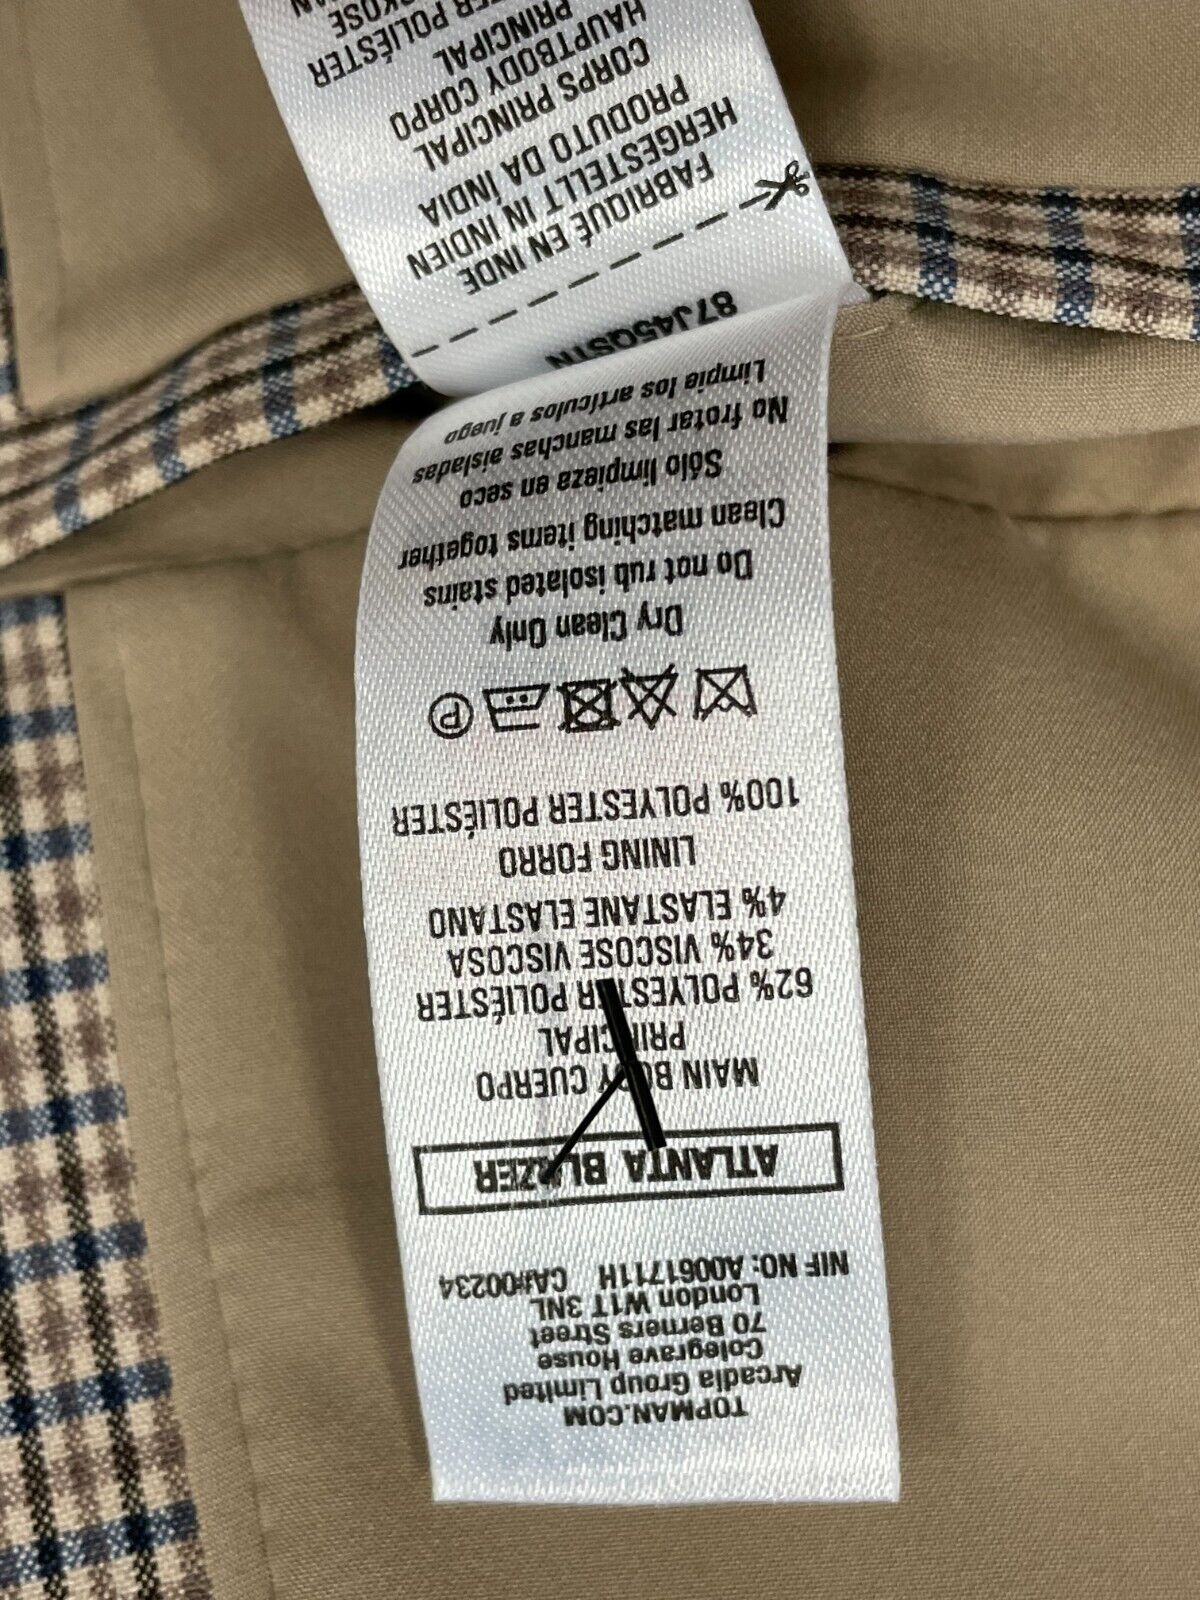 TOPMAN.COM
Arcadia Group Limited
Colegrave House
70 Berners Street
London W1T 3NL
NIF NO: A0061711H CA#00234
ATLANTA BLAZER
MAIN BODY CUERPO
PRINCIPAL
62% POLYESTER POLIÉSTER
34% VISCOSE VISCOSA
4% ELASTANE ELASTANO
LINING FORRO
100% POLYESTER POLIÉSTER
P
Dry Clean Only
Do not rub isolated stains
Clean matching items together
Sólo limpieza en seco
No frotar las manchas aisladas
Limpie los artículos a juego
87J45QSTN
FABRIQUÉ EN INDE
HERGESTELLT IN INDIEN
PRODUTO DA ÍNDIA
CORPS PRINCIPAL
HAUPTBODY CORPO
PRINCIPAL
POLIÉSTER